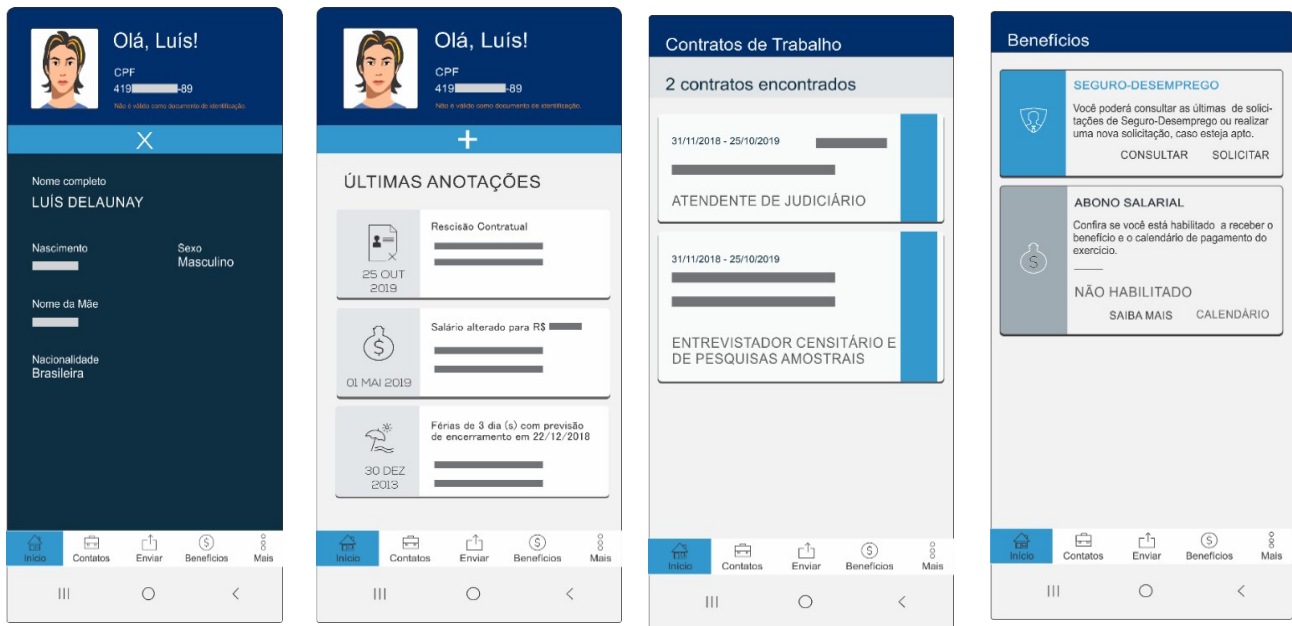 Olá, Luís!
CPF
419 -89
Não é válido como documento de identificação.
X
Nome completo
LUÍS DELAUNAY
Nascimento
Sexo
Masculino
Nome da Mãe
Nacionalidade
Brasileira
Início
Contatos
Enviar
Benefícios
Mais
Olá, Luís!
CPF
419 -89
Não é válido como documento de identificação.
+
ÚLTIMAS ANOTAÇÕES
Rescisão Contratual
25 OUT
2019
Salário alterado para R$
$
01 MAI 2019
Férias de 3 dia (s) com previsão
de encerramento em 22/12/2018
30 DEZ
2013
Início
Contatos
Enviar
Benefícios
Mais
Contratos de Trabalho
2 contratos encontrados
31/11/2018 - 25/10/2019
ATENDENTE DE JUDICIÁRIO
31/11/2018 - 25/10/2019
ENTREVISTADOR CENSITÁRIO E
DE PESQUISAS AMOSTRAIS
Início
Contatos
Enviar
Benefícios
Mais
Benefícios
SEGURO-DESEMPREGO
Você poderá consultar as últimas de solici-
tações de Seguro-Desemprego ou realizar
uma nova solicitação, caso esteja apto.
CONSULTAR SOLICITAR
ABONO SALARIAL
Confira se você está habilitado a receber o
benefício e o calendário de pagamento do
exercício.
$
NÃO HABILITADO
SAIBA MAIS CALENDÁRIO
Início
Contatos
Enviar
Benefícios
Mais